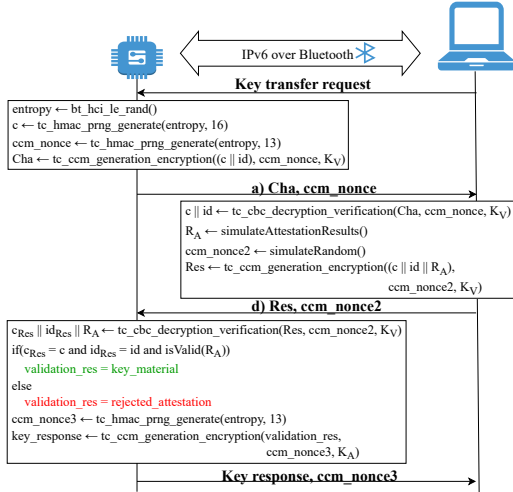 IPv6 over Bluetooth
Key transfer request
entropy ← bt_hci_le_rand()
c ← tc_hmac_prng_generate(entropy, 16)
ccm_nonce ← tc_hmac_prng_generate(entropy, 13)
Cha ← tc_ccm_generation_encryption((c || id), ccm_nonce, K_V)
a) Cha, ccm_nonce
c || id ← tc_cbc_decryption_verification(Cha, ccm_nonce, K_V)
R_A ← simulateAttestationResults()
ccm_nonce2 ← simulateRandom()
Res ← tc_ccm_generation_encryption((c || id || R_A),
ccm_nonce2, K_V)
d) Res, ccm_nonce2
c_Res || id_Res || R_A ← tc_cbc_decryption_verification(Res, ccm_nonce2, K_V)
if(c_Res = c and id_Res = id and isValid(R_A))
validation_res = key_material
else
validation_res = rejected_attestation
ccm_nonce3 ← tc_hmac_prng_generate(entropy, 13)
key_response ← tc_ccm_generation_encryption(validation_res,
ccm_nonce3, K_A)
Key response, ccm_nonce3